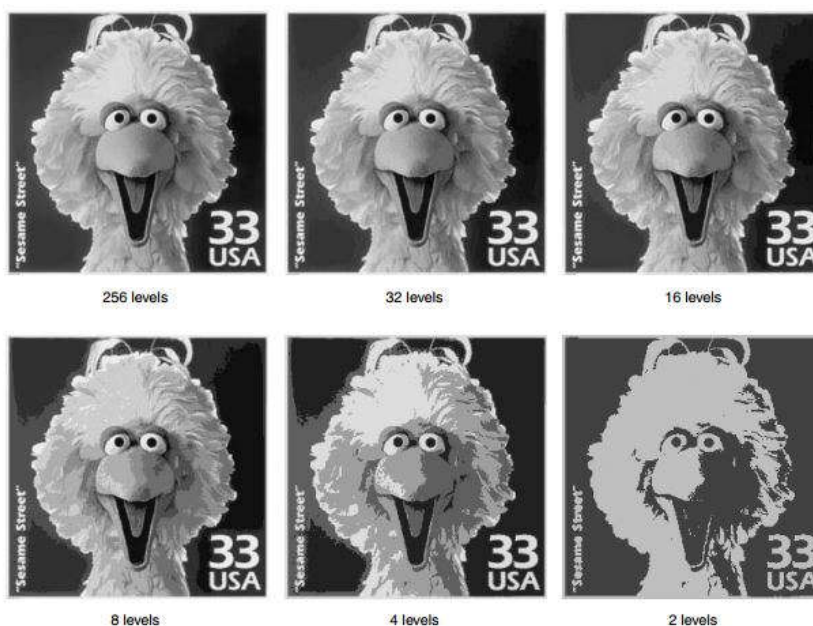 "Sesame Street"
33
USA
"Sesame Street"
33
USA
"Sesame Street"
33
USA
256 levels
32 levels
16 levels
"Sesame Street"
33
USA
"Sesame Street"
33
USA
"Sesame Street"
33
USA
8 levels
4 levels
2 levels